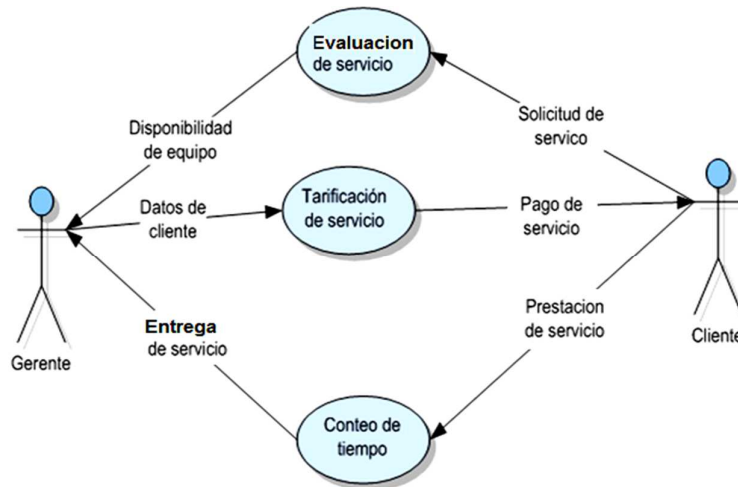 Evaluacion
de servicio
Disponibilidad
de equipo
Solicitud de
servico
Datos de
cliente
Tarificación
de servicio
Pago de
servicio
Entrega
de servicio
Prestacion
de servicio
Gerente
Cliente
Conteo de
tiempo